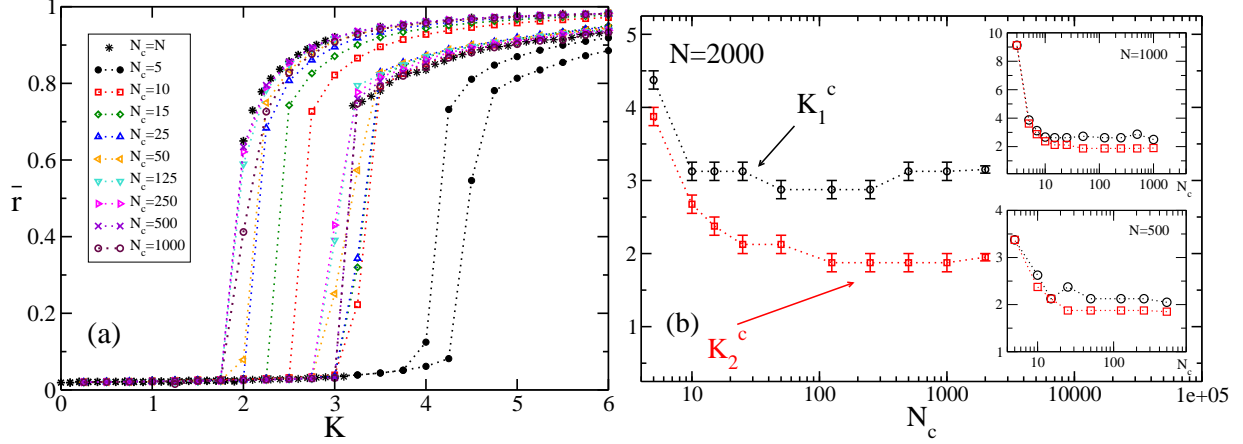 1
0.8
0.6
0.4
0.2
0
r̄
0 1 2 3 4 5 6
K
N_c=N
N_c=5
N_c=10
N_c=15
N_c=25
N_c=50
N_c=125
N_c=250
N_c=500
N_c=1000
(a)
5
4
3
2
1
10 100 1000 10000 1e+05
N_c
N=2000
K_1^c
K_2^c
(b)
N=1000
8
6
4
2
10 100 1000
N_c
N=500
4
3
2
1
10 100 1000
N_c